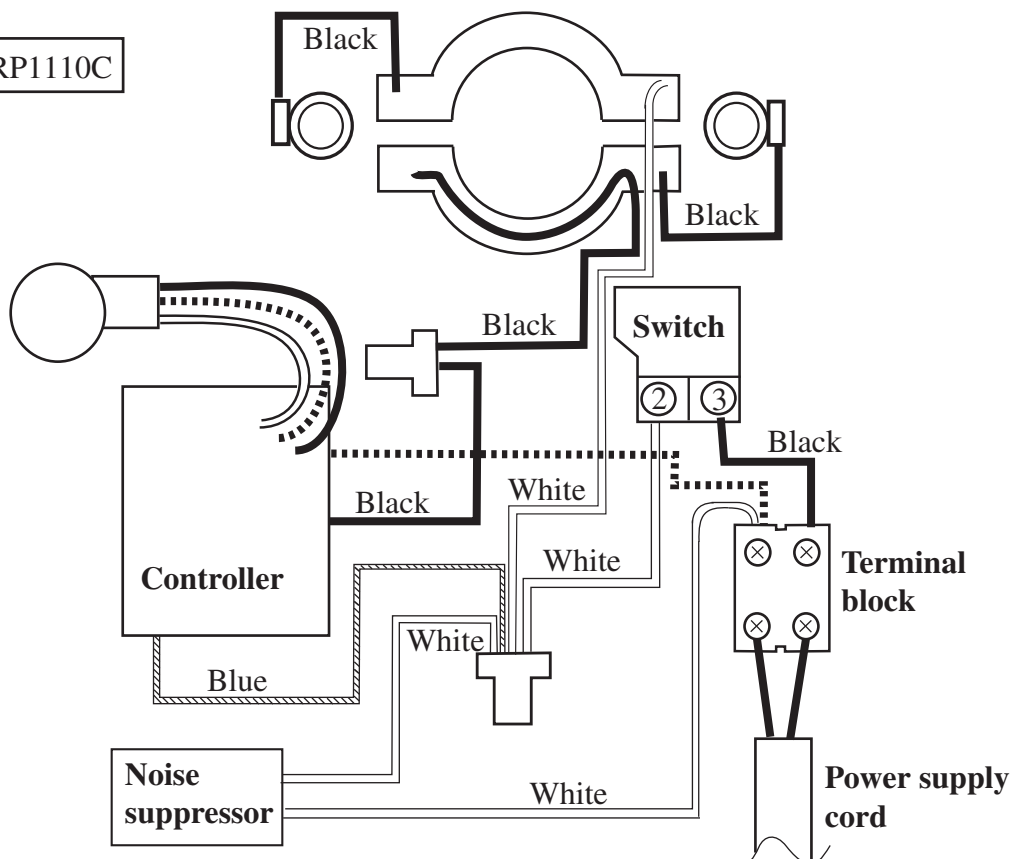 Black
RP1110C
Black
Black
Switch
2 3
Black
Black
White
White
Terminal
block
Controller
White
Blue
Noise
suppressor
White
Power supply
cord